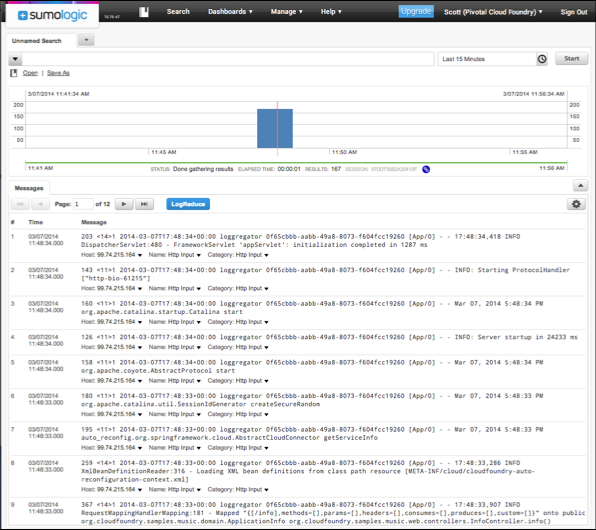 sumologic
Search Dashboards Manage Help Upgrade Scott (Pivotal Cloud Foundry) Sign Out
Unnamed Search +
Last 15 Minutes Start
Open | Save As
3/07/2014 11:41:34 AM 3/07/2014 11:56:34 AM
200 200
150 150
100 100
50 50
11:45 AM 11:50 AM 11:55 AM
11:41 AM STATUS: Done gathering results ELAPSED TIME: 00:00:01 RESULTS: 167 SESSION: 11:56 AM
Messages
Page: 1 of 12 LogReduce
# Time Message
1 03/07/2014 203 <14>1 2014-03-07T17:48:34+00:00 loggregator 0f65cbbb-aabb-49a8-8073-f604fcc19260 [App/0] - - 17:48:34,418 INFO
11:48:34.000 DispatcherServlet:480 - FrameworkServlet 'appServlet': initialization completed in 1287 ms
Host: 99.74.215.164 Name: Http Input Category: Http Input
2 03/07/2014 143 <11>1 2014-03-07T17:48:34+00:00 loggregator 0f65cbbb-aabb-49a8-8073-f604fcc19260 [App/0] - - INFO: Starting ProtocolHandler
11:48:34.000 ["http-bio-61215"]
Host: 99.74.215.164 Name: Http Input Category: Http Input
3 03/07/2014 160 <11>1 2014-03-07T17:48:34+00:00 loggregator 0f65cbbb-aabb-49a8-8073-f604fcc19260 [App/0] - - Mar 07, 2014 5:48:34 PM
11:48:34.000 org.apache.catalina.startup.Catalina start
Host: 99.74.215.164 Name: Http Input Category: Http Input
4 03/07/2014 126 <11>1 2014-03-07T17:48:34+00:00 loggregator 0f65cbbb-aabb-49a8-8073-f604fcc19260 [App/0] - - INFO: Server startup in 24233 ms
11:48:34.000 Host: 99.74.215.164 Name: Http Input Category: Http Input
5 03/07/2014 158 <11>1 2014-03-07T17:48:34+00:00 loggregator 0f65cbbb-aabb-49a8-8073-f604fcc19260 [App/0] - - Mar 07, 2014 5:48:34 PM
11:48:34.000 org.apache.coyote.AbstractProtocol start
Host: 99.74.215.164 Name: Http Input Category: Http Input
6 03/07/2014 180 <11>1 2014-03-07T17:48:33+00:00 loggregator 0f65cbbb-aabb-49a8-8073-f604fcc19260 [App/0] - - Mar 07, 2014 5:48:33 PM
11:48:33.000 org.apache.catalina.util.SessionIdGenerator createSecureRandom
Host: 99.74.215.164 Name: Http Input Category: Http Input
7 03/07/2014 195 <11>1 2014-03-07T17:48:33+00:00 loggregator 0f65cbbb-aabb-49a8-8073-f604fcc19260 [App/0] - - Mar 07, 2014 5:48:33 PM
11:48:33.000 auto_reconfig.org.springframework.cloud.AbstractCloudConnector getServiceInfo
Host: 99.74.215.164 Name: Http Input Category: Http Input
8 03/07/2014 259 <14>1 2014-03-07T17:48:33+00:00 loggregator 0f65cbbb-aabb-49a8-8073-f604fcc19260 [App/0] - - 17:48:33,286 INFO
11:48:33.000 XmlBeanDefinitionReader:316 - Loading XML bean definitions from class path resource [META-INF/cloud/cloudfoundry-auto-
reconfiguration-context.xml]
Host: 99.74.215.164 Name: Http Input Category: Http Input
9 03/07/2014 367 <14>1 2014-03-07T17:48:33+00:00 loggregator 0f65cbbb-aabb-49a8-8073-f604fcc19260 [App/0] - - 17:48:33,907 INFO
11:48:33.000 RequestMappingHandlerMapping:181 - Mapped "{[/info],methods=[],params=[],headers=[],consumes=[],produces=[],custom=[]}" onto public
org.cloudfoundry.samples.music.domain.ApplicationInfo org.cloudfoundry.samples.music.web.controllers.InfoController.info()